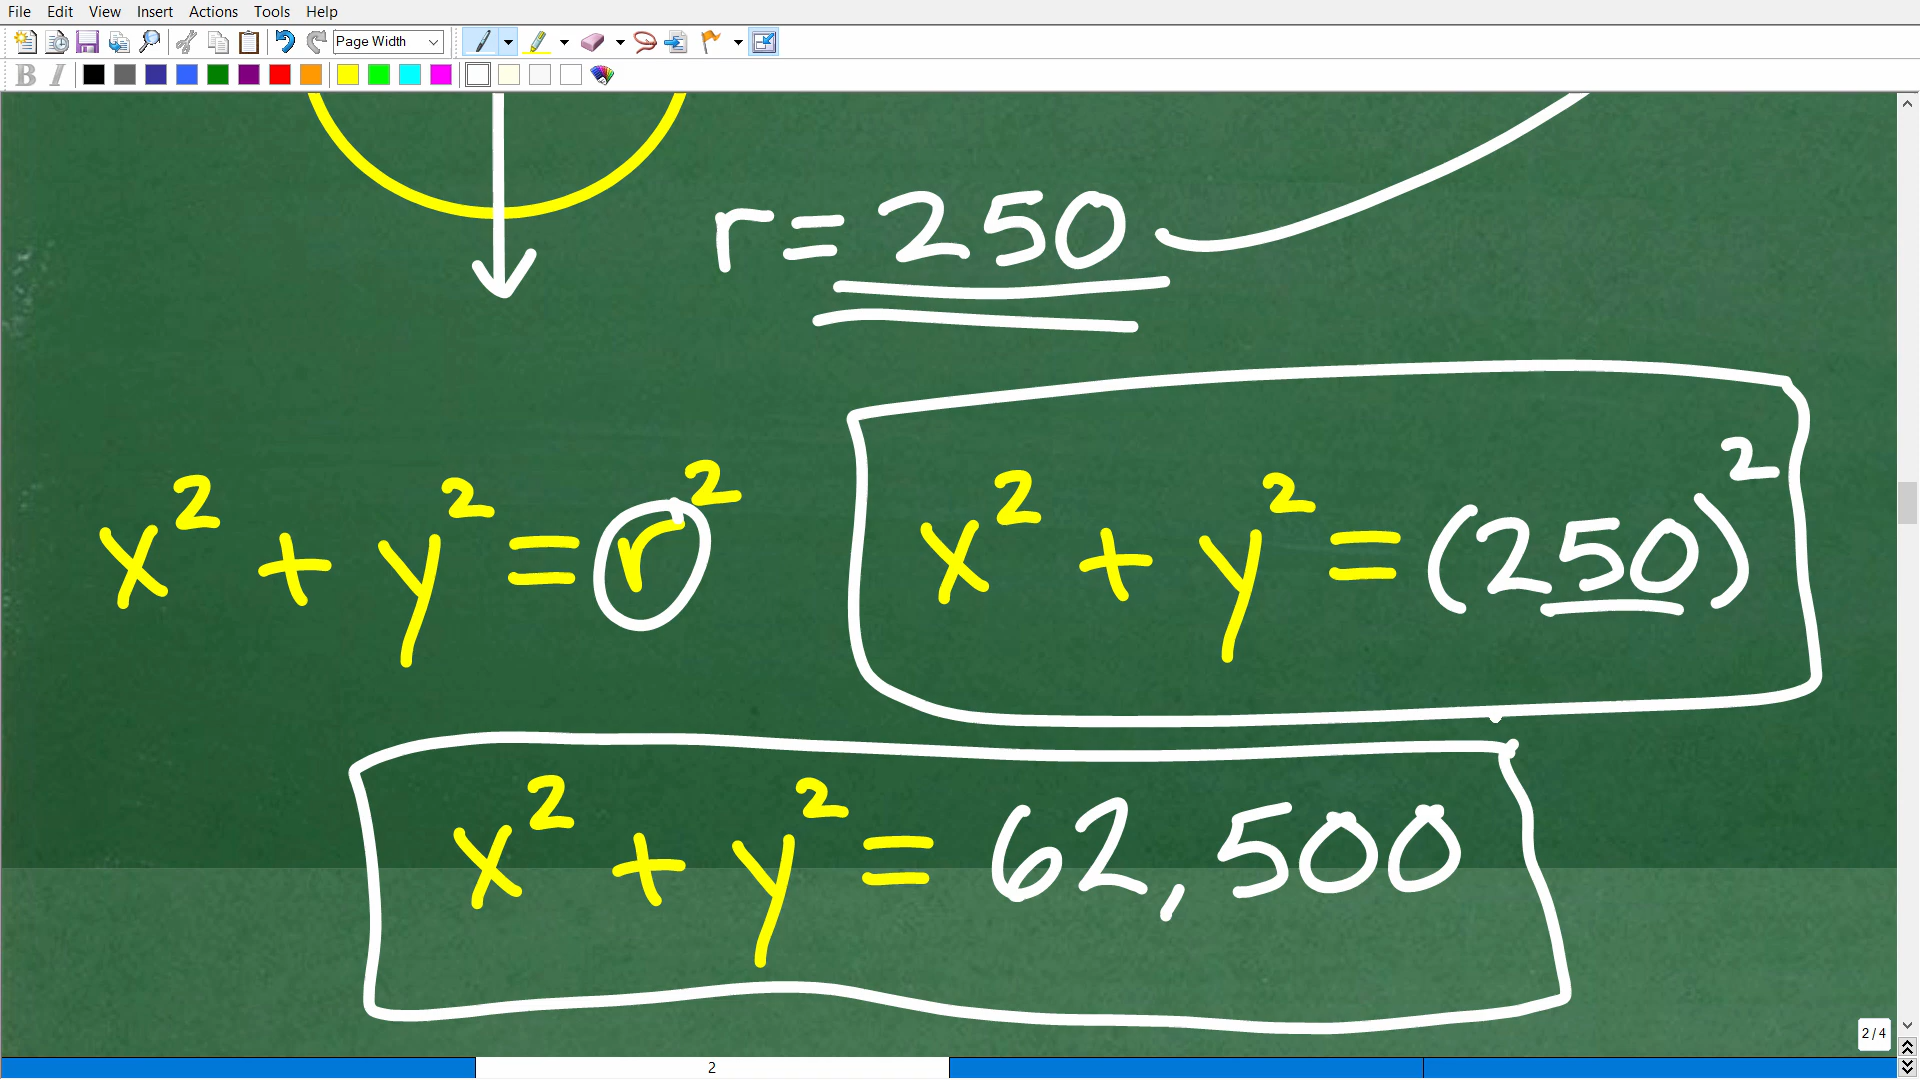 File Edit View Insert Actions Tools Help
Page Width
B I
r = 250
x² + y² = r²
x² + y² = (250)²
x² + y² = 62,500
2 / 4
2